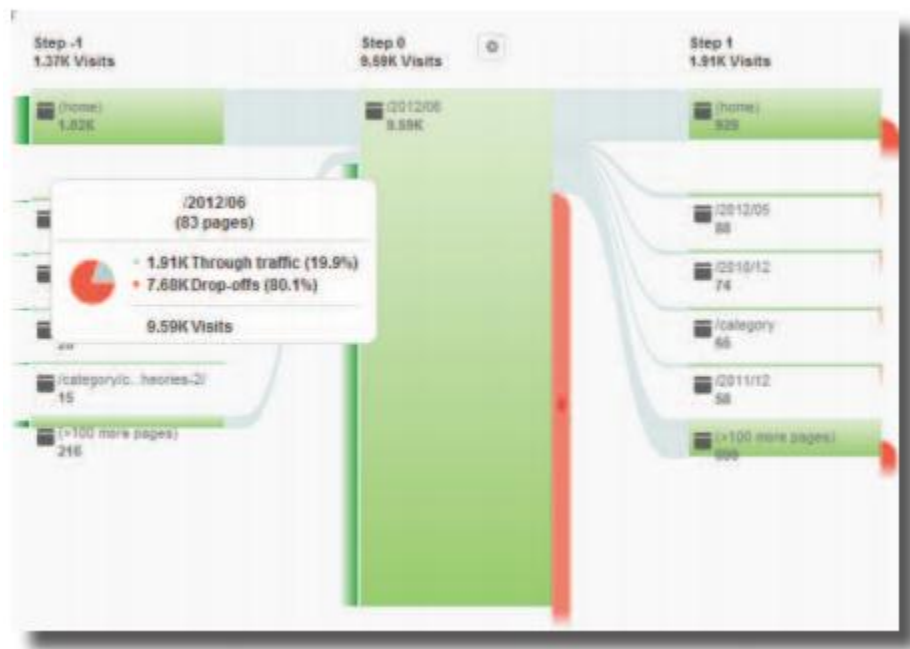 Step -1
1.37K Visits
Step 0
9.59K Visits
Step 1
1.91K Visits
(home)
1.02K
/2012/06
9.59K
(home)
929
/2012/06
(83 pages)
1.91K Through traffic (19.9%)
7.68K Drop-offs (80.1%)
9.59K Visits
/category/c...heories-2/
15
(>100 more pages)
216
/2012/05
88
/2010/12
74
/category
66
/2011/12
58
(>100 more pages)